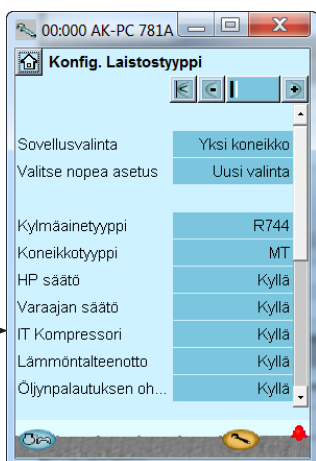 00:000 AK-PC 781A
Konfig. Laistostyyppi
Sovellusvalinta Yksi koneikko
Valitse nopea asetus Uusi valinta
Kylmäainetyyppi R744
Koneikkotyyppi MT
HP säätö Kyllä
Varaajan säätö Kyllä
IT Kompressori Kyllä
Lämmöntalteenotto Kyllä
Öljynpalautuksen oh... Kyllä